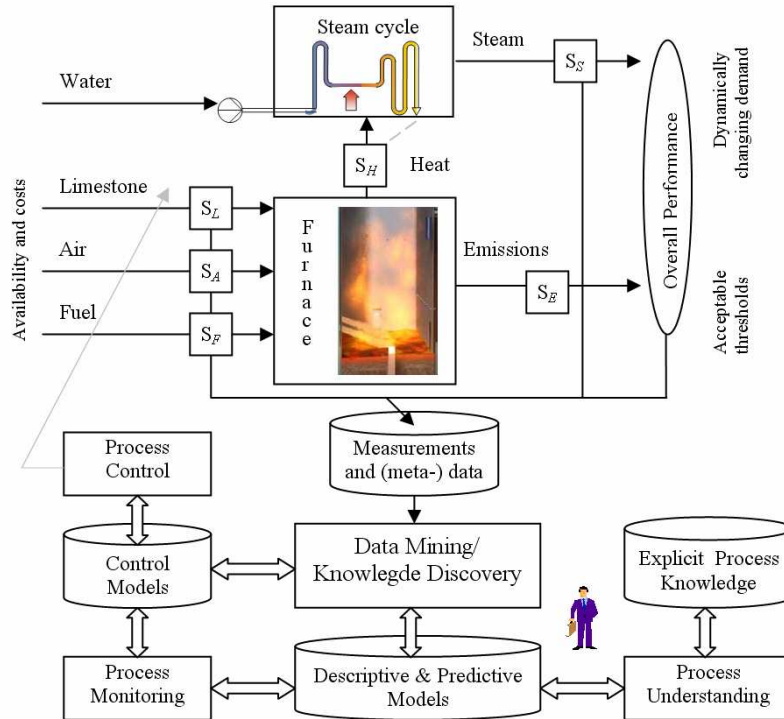 Steam cycle
Steam
S_S
Water
S_H
Heat
Limestone
S_L
Air
S_A
Fuel
S_F
Furnace
Emissions
S_E
Availability and costs
Overall Performance
Dynamically
changing demand
Acceptable
thresholds
Measurements
and (meta-) data
Process
Control
Control
Models
Data Mining/
Knowlegde Discovery
Explicit Process
Knowledge
Process
Monitoring
Descriptive & Predictive
Models
Process
Understanding